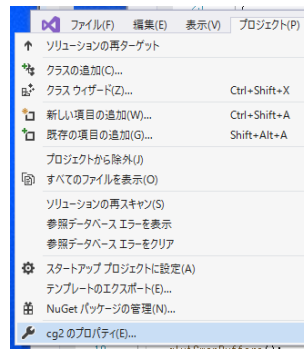 ファイル(F) 編集(E) 表示(V) プロジェクト(P)
ソリューションの再ターゲット
クラスの追加(C)...
クラス ウィザード(Z)... Ctrl+Shift+X
新しい項目の追加(W)... Ctrl+Shift+A
既存の項目の追加(G)... Shift+Alt+A
プロジェクトから除外(J)
すべてのファイルを表示(O)
ソリューションの再スキャン(S)
参照データベース エラーを表示
参照データベース エラーをクリア
スタートアップ プロジェクトに設定(A)
テンプレートのエクスポート(E)...
NuGet パッケージの管理(N)...
cg2 のプロパティ(E)...